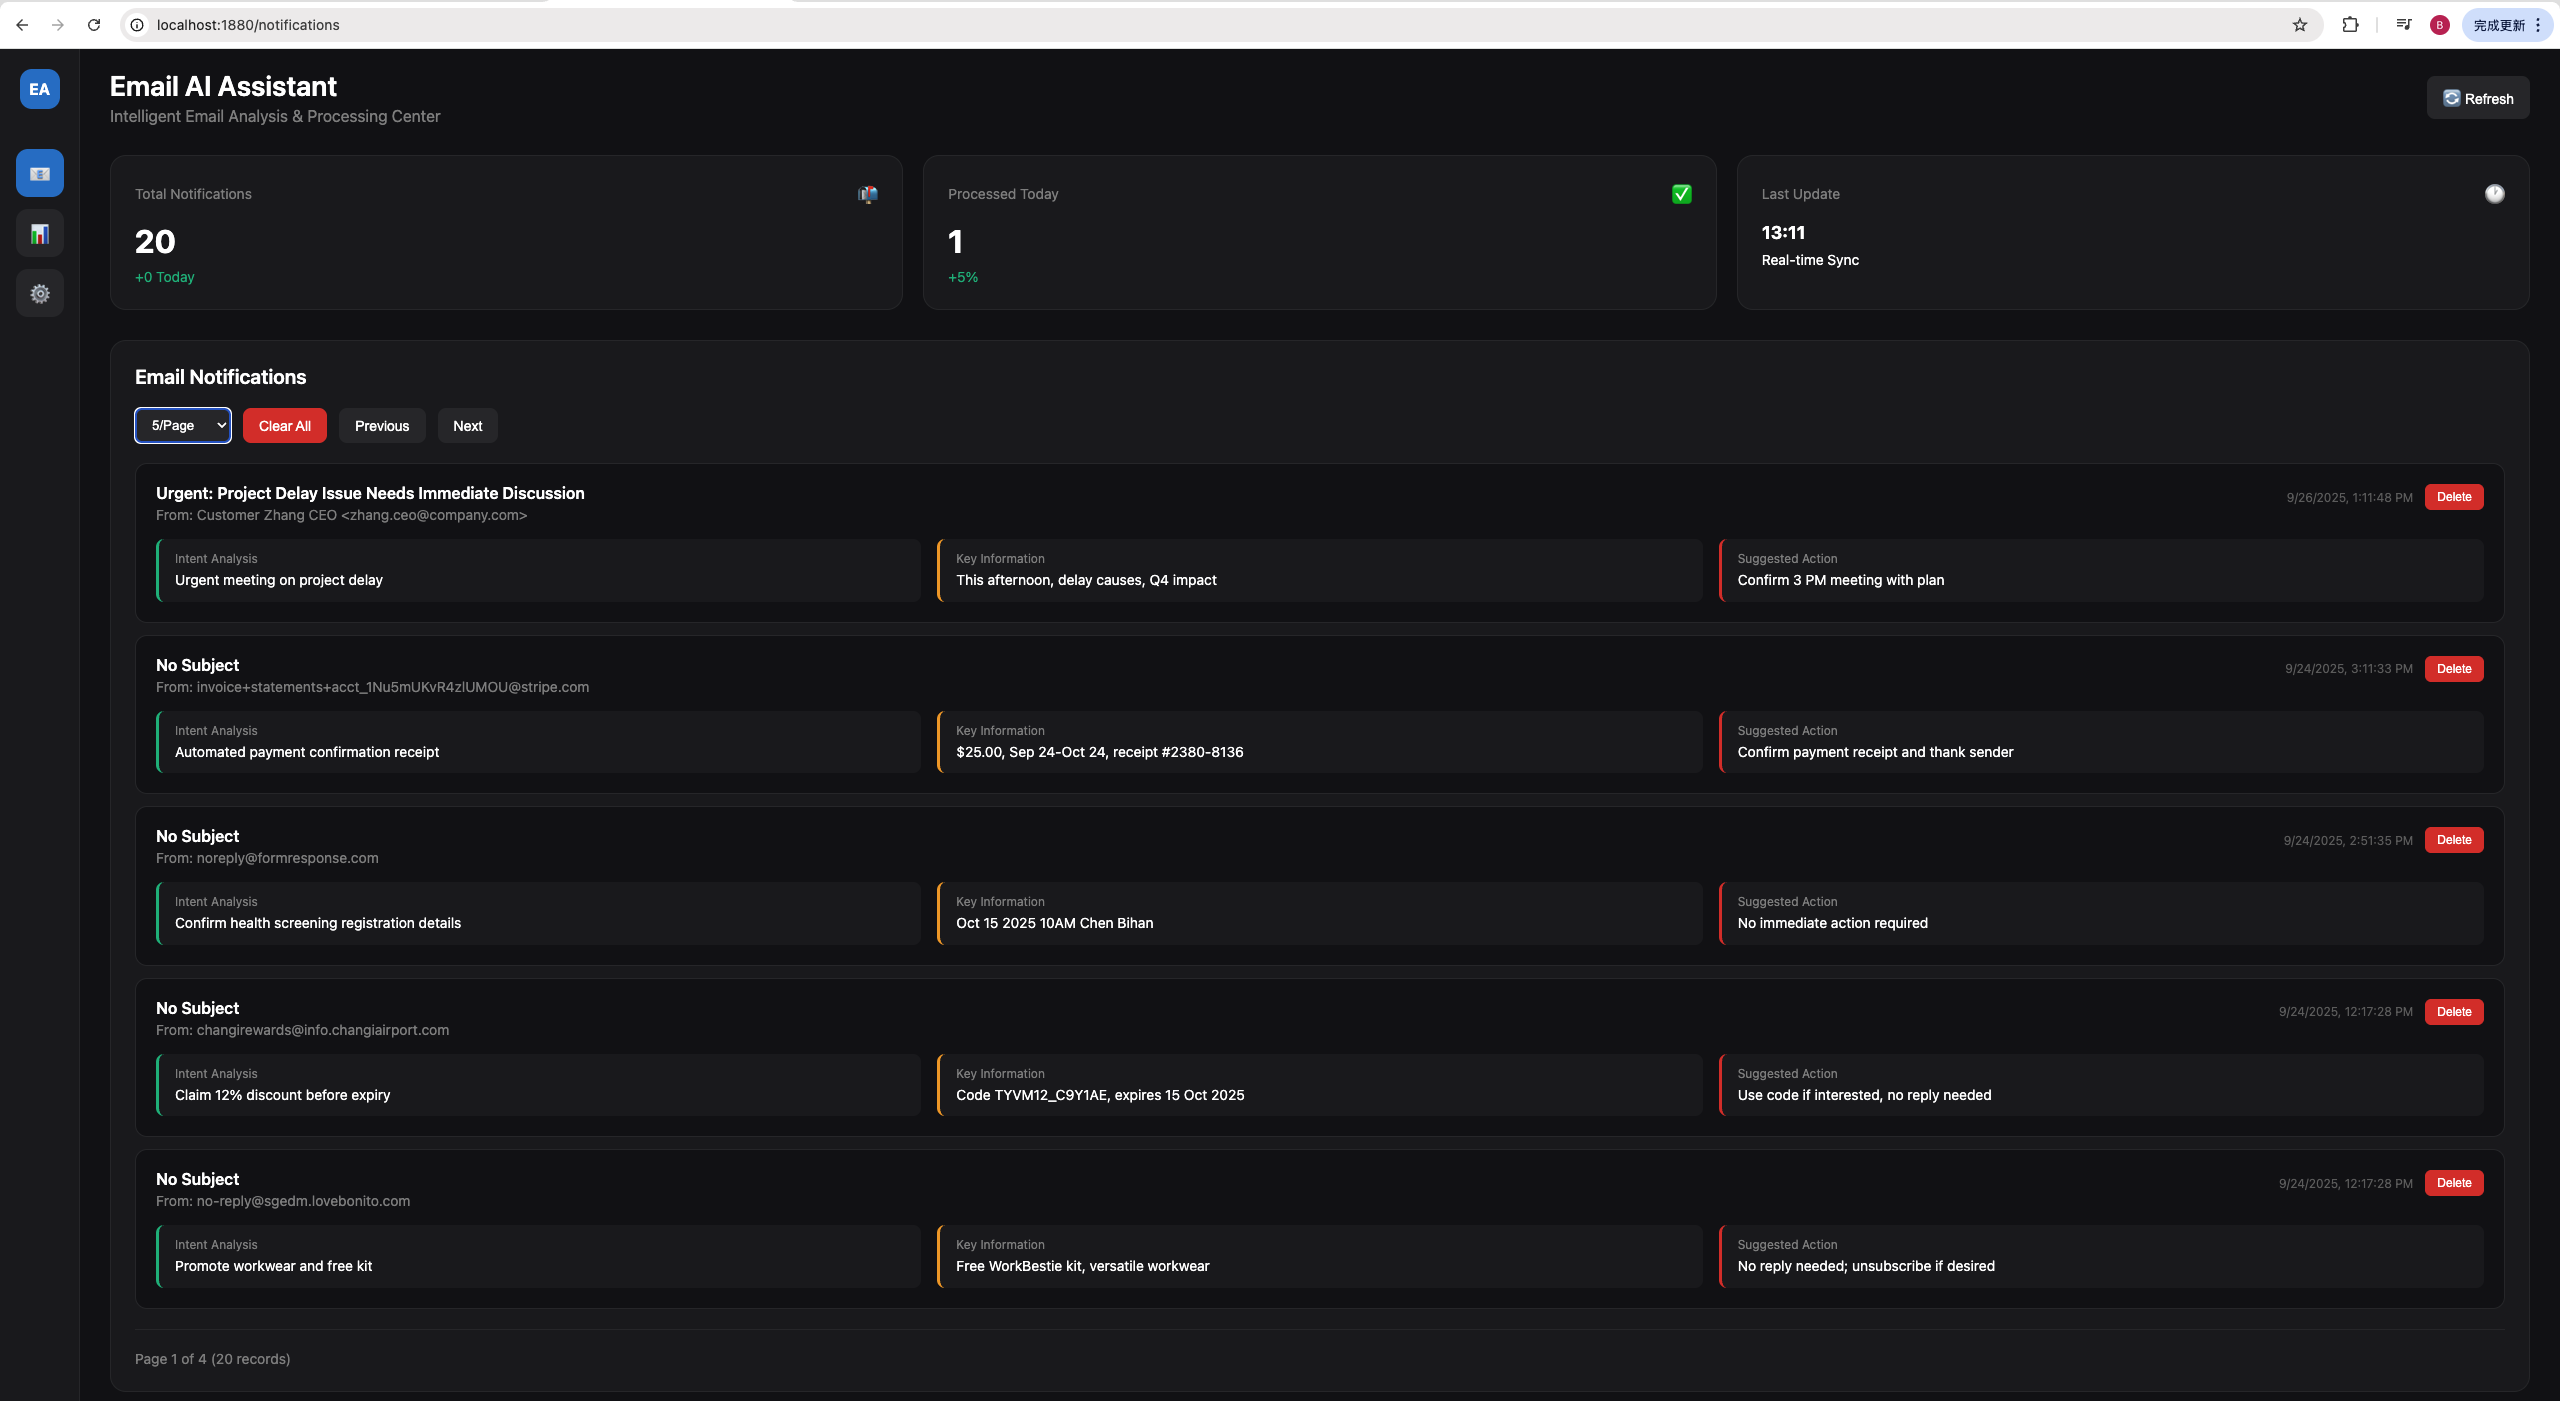 localhost:1880/notifications
B
完成更新
EA
Email AI Assistant
Intelligent Email Analysis & Processing Center
Refresh
Total Notifications
20
+0 Today
Processed Today
1
+5%
Last Update
13:11
Real-time Sync
Email Notifications
5/Page
Clear All
Previous
Next
Urgent: Project Delay Issue Needs Immediate Discussion
From: Customer Zhang CEO <zhang.ceo@company.com>
9/26/2025, 1:11:48 PM
Delete
Intent Analysis
Urgent meeting on project delay
Key Information
This afternoon, delay causes, Q4 impact
Suggested Action
Confirm 3 PM meeting with plan
No Subject
From: invoice+statements+acct_1Nu5mUKvR4zlUMOU@stripe.com
9/24/2025, 3:11:33 PM
Delete
Intent Analysis
Automated payment confirmation receipt
Key Information
$25.00, Sep 24-Oct 24, receipt #2380-8136
Suggested Action
Confirm payment receipt and thank sender
No Subject
From: noreply@formresponse.com
9/24/2025, 2:51:35 PM
Delete
Intent Analysis
Confirm health screening registration details
Key Information
Oct 15 2025 10AM Chen Bihan
Suggested Action
No immediate action required
No Subject
From: changirewards@info.changiairport.com
9/24/2025, 12:17:28 PM
Delete
Intent Analysis
Claim 12% discount before expiry
Key Information
Code TYVM12_C9Y1AE, expires 15 Oct 2025
Suggested Action
Use code if interested, no reply needed
No Subject
From: no-reply@sgedm.lovebonito.com
9/24/2025, 12:17:28 PM
Delete
Intent Analysis
Promote workwear and free kit
Key Information
Free WorkBestie kit, versatile workwear
Suggested Action
No reply needed; unsubscribe if desired
Page 1 of 4 (20 records)